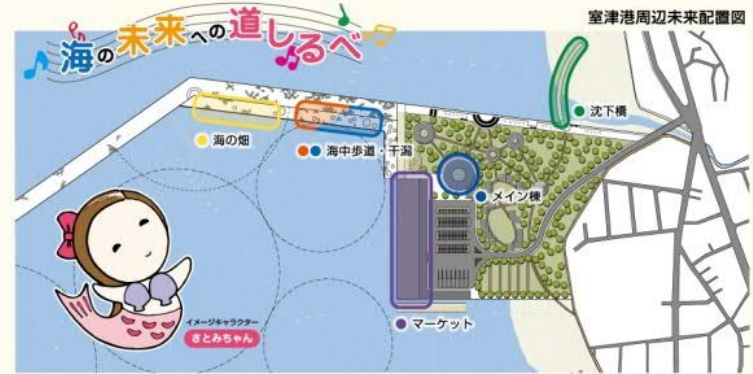 室津港周辺未来配置図
海の未来への道しるべ
沈下橋
海の畑
海中歩道・干潟
メイン棟
イメージキャラクター
さとみちゃん
マーケット